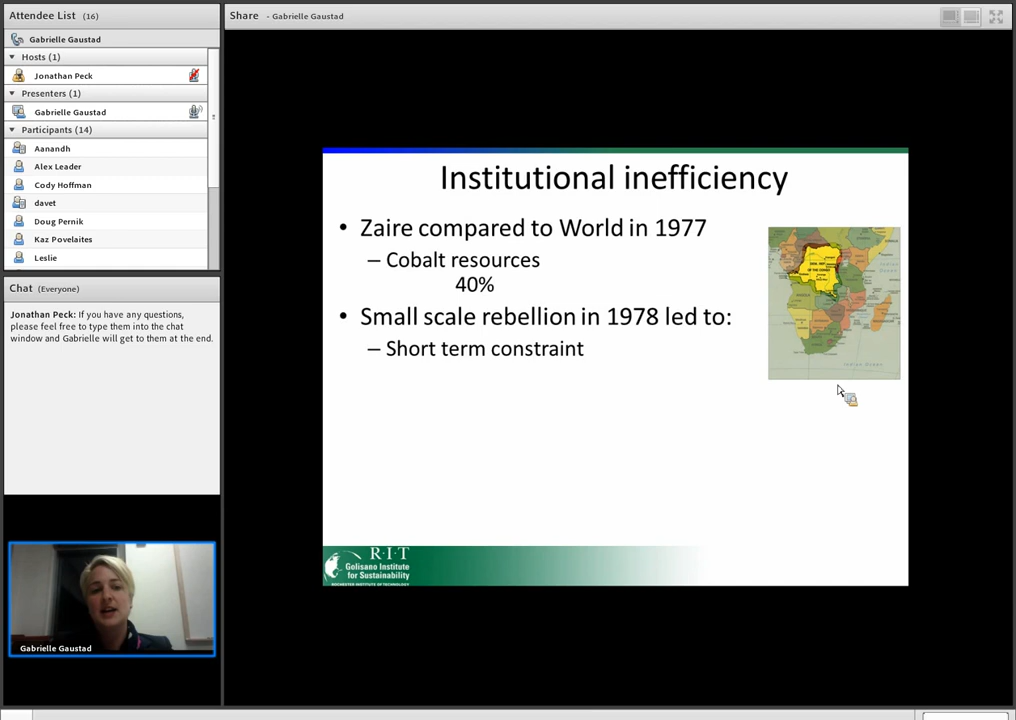 Attendee List (16)
Gabrielle Gaustad
Hosts (1)
Jonathan Peck
Presenters (1)
Gabrielle Gaustad
Participants (14)
Aanandh
Alex Leader
Cody Hoffman
davet
Doug Pernik
Kaz Povelaites
Leslie
Chat (Everyone)
Jonathan Peck: If you have any questions,
please feel free to type them into the chat
window and Gabrielle will get to them at the end.
Gabrielle Gaustad
Share - Gabrielle Gaustad
Institutional inefficiency
• Zaire compared to World in 1977
– Cobalt resources
40%
• Small scale rebellion in 1978 led to:
– Short term constraint
R·I·T
Golisano Institute
for Sustainability
ROCHESTER INSTITUTE OF TECHNOLOGY